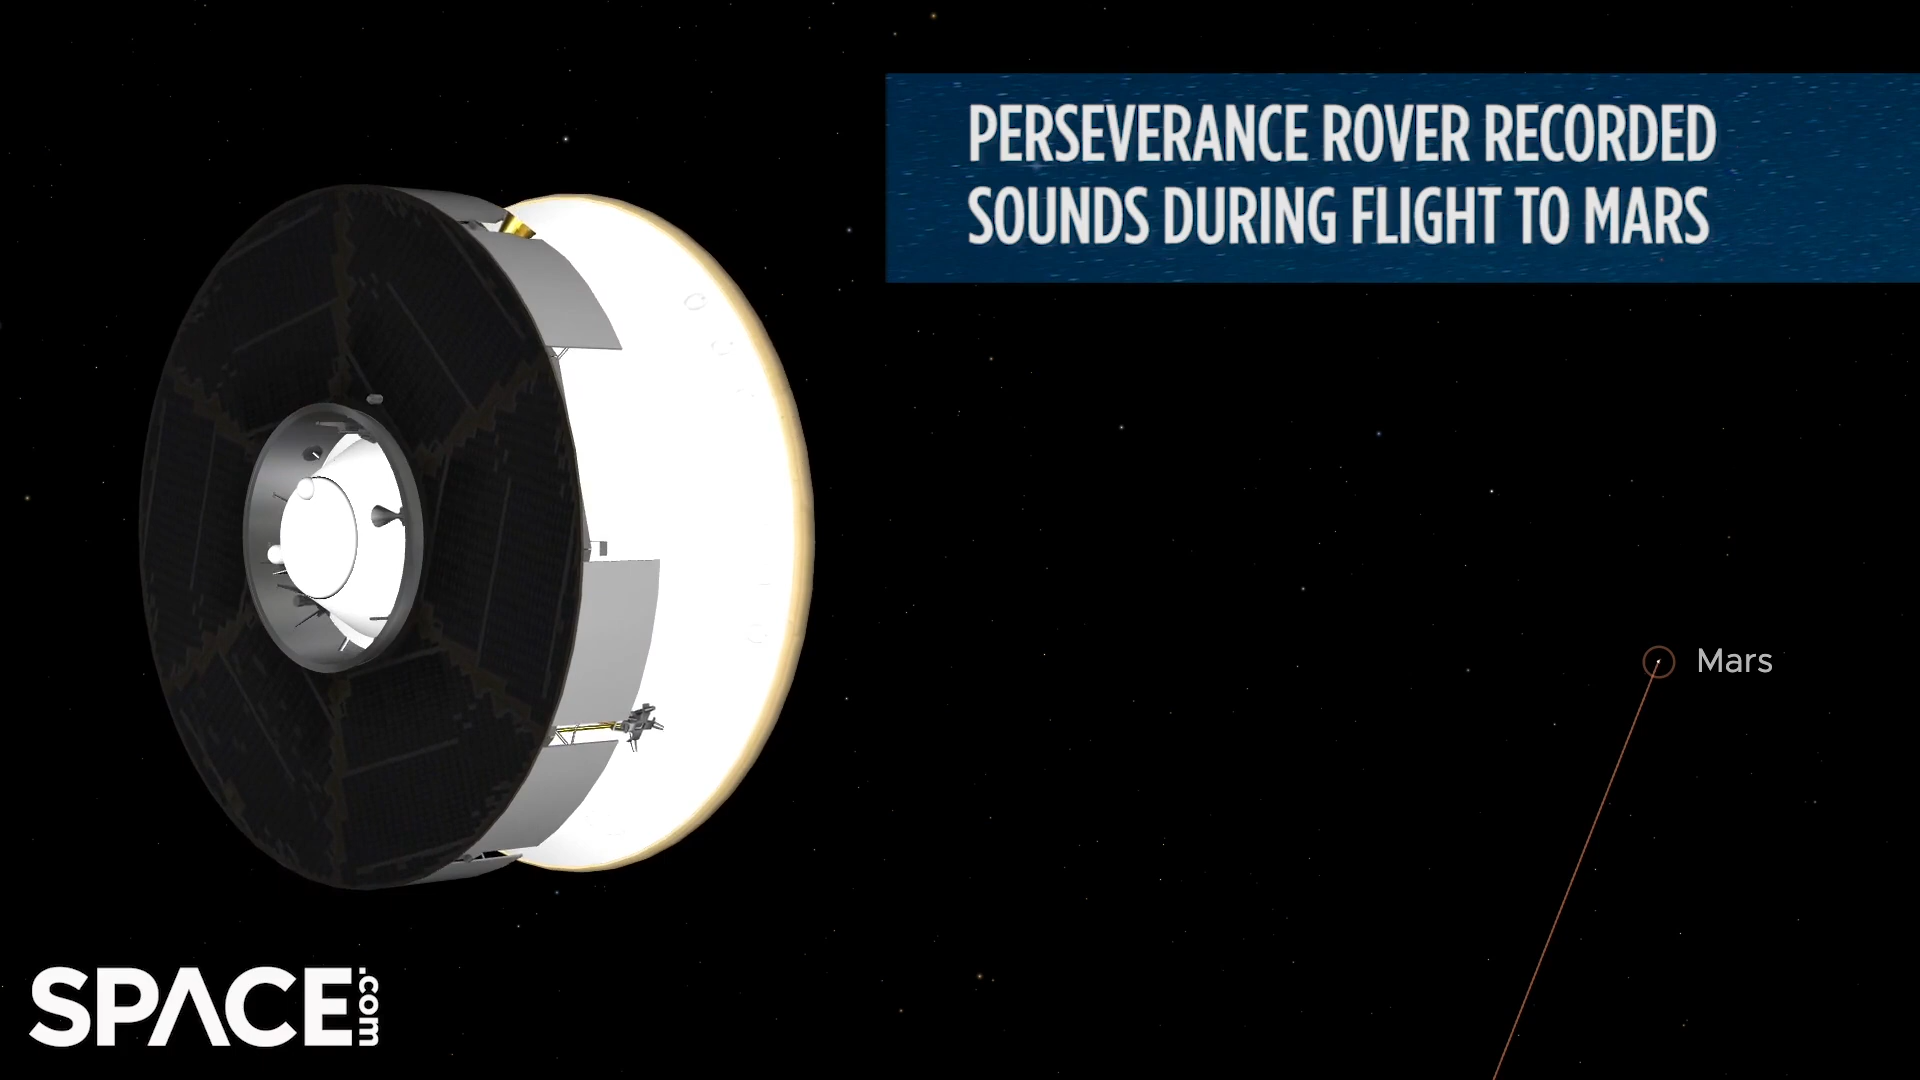 PERSEVERANCE ROVER RECORDED
SOUNDS DURING FLIGHT TO MARS
Mars
SPACE.com